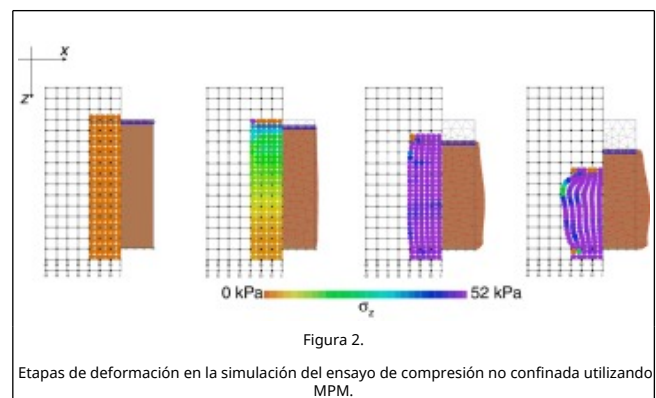 x
z
0 kPa
52 kPa
σz
Figura 2.
Etapas de deformación en la simulación del ensayo de compresión no confinada utilizando
MPM.